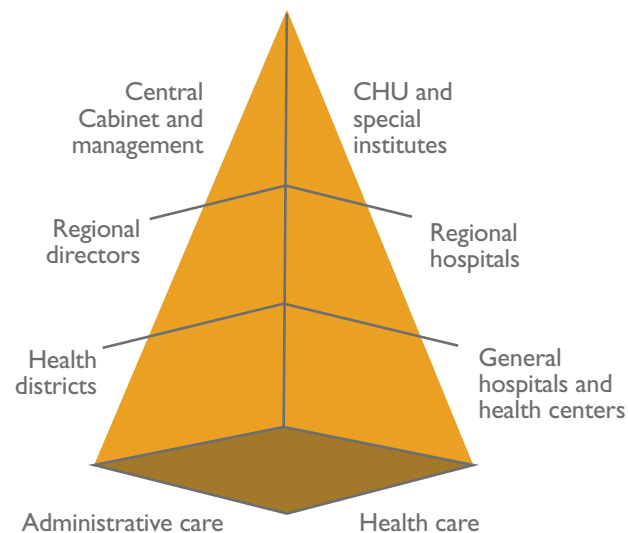 Central
Cabinet and
management
CHU and
special
institutes
Regional
directors
Regional
hospitals
Health
districts
General
hospitals and
health centers
Administrative care
Health care